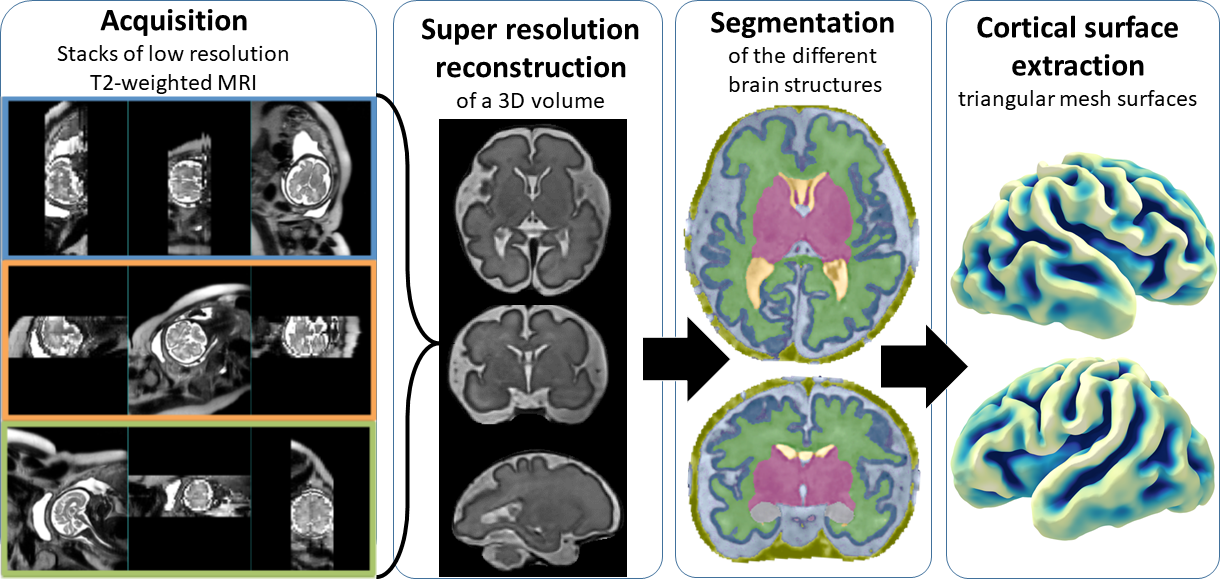 Acquisition
Stacks of low resolution
T2-weighted MRI
Super resolution
reconstruction
of a 3D volume
Segmentation
of the different
brain structures
Cortical surface
extraction
triangular mesh surfaces